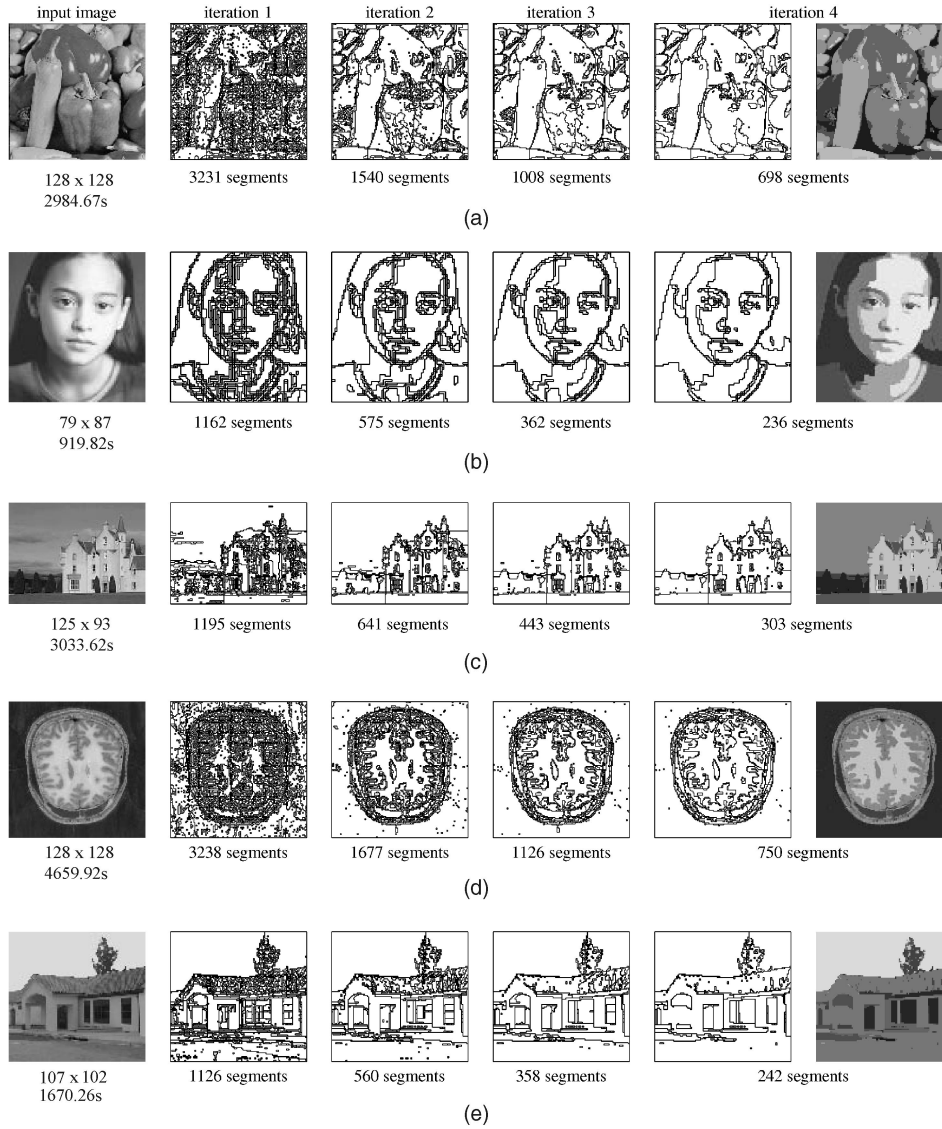 input image iteration 1 iteration 2 iteration 3 iteration 4
128 x 128 3231 segments 1540 segments 1008 segments 698 segments
2984.67s
(a)
79 x 87 1162 segments 575 segments 362 segments 236 segments
919.82s
(b)
125 x 93 1195 segments 641 segments 443 segments 303 segments
3033.62s
(c)
128 x 128 3238 segments 1677 segments 1126 segments 750 segments
4659.92s
(d)
107 x 102 1126 segments 560 segments 358 segments 242 segments
1670.26s
(e)